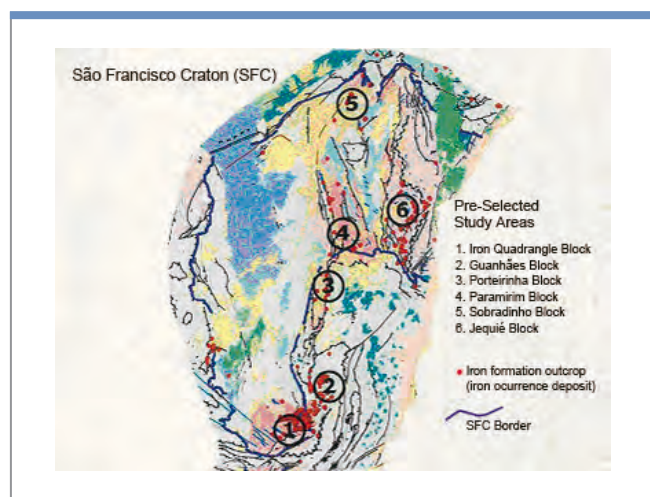 São Francisco Craton (SFC)
5
6
4
3
2
1
Pre-Selected
Study Areas
1. Iron Quadrangle Block
2. Guanhães Block
3. Porteirinha Block
4. Paramirim Block
5. Sobradinho Block
6. Jequié Block
Iron formation outcrop
(iron ocurrence deposit)
SFC Border